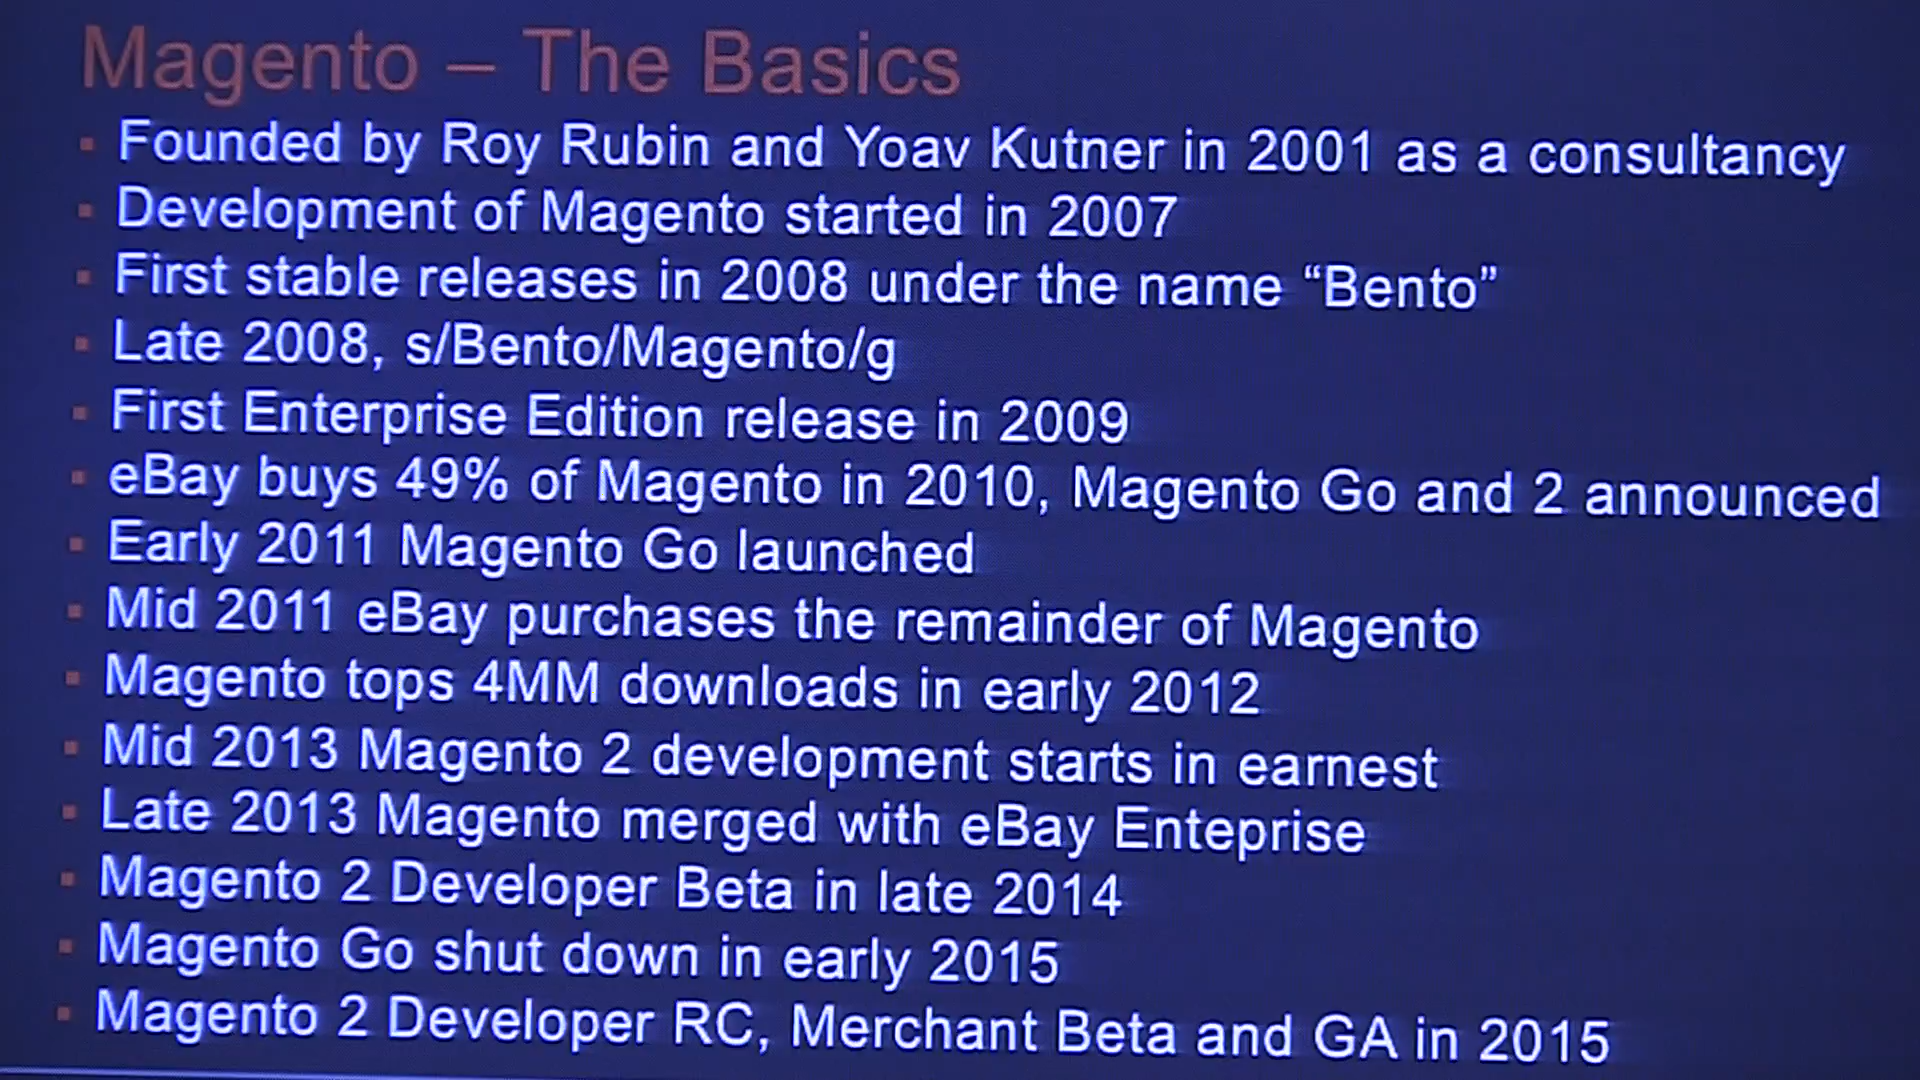 Magento – The Basics
Founded by Roy Rubin and Yoav Kutner in 2001 as a consultancy
Development of Magento started in 2007
First stable releases in 2008 under the name “Bento”
Late 2008, s/Bento/Magento/g
First Enterprise Edition release in 2009
eBay buys 49% of Magento in 2010, Magento Go and 2 announced
Early 2011 Magento Go launched
Mid 2011 eBay purchases the remainder of Magento
Magento tops 4MM downloads in early 2012
Mid 2013 Magento 2 development starts in earnest
Late 2013 Magento merged with eBay Enteprise
Magento 2 Developer Beta in late 2014
Magento Go shut down in early 2015
Magento 2 Developer RC, Merchant Beta and GA in 2015